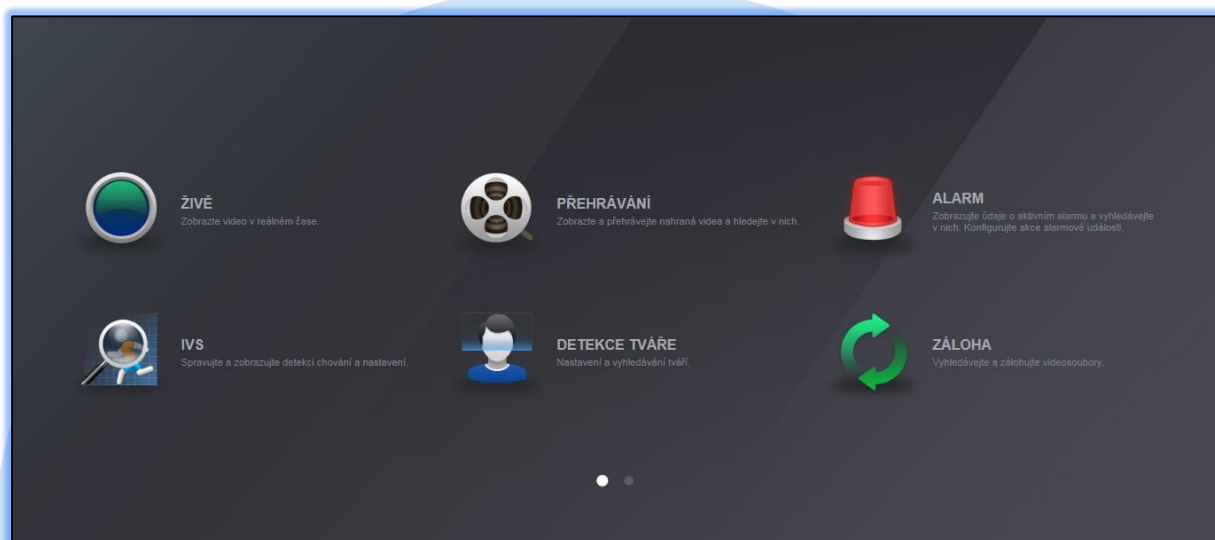 ŽIVĚ
Zobrazte video v reálném čase.
PŘEHRÁVÁNÍ
Zobrazte a přehrávejte nahraná videa a hledejte v nich.
ALARM
Zobrazujte údaje o aktivním alarmu a vyhledávejte
v nich. Konfigurujte akce alarmové události.
IVS
Spravujte a zobrazujte detekci chování a nastavení.
DETEKCE TVÁŘE
Nastavení a vyhledávání tváří.
ZÁLOHA
Vyhledávejte a zálohujte videosoubory.